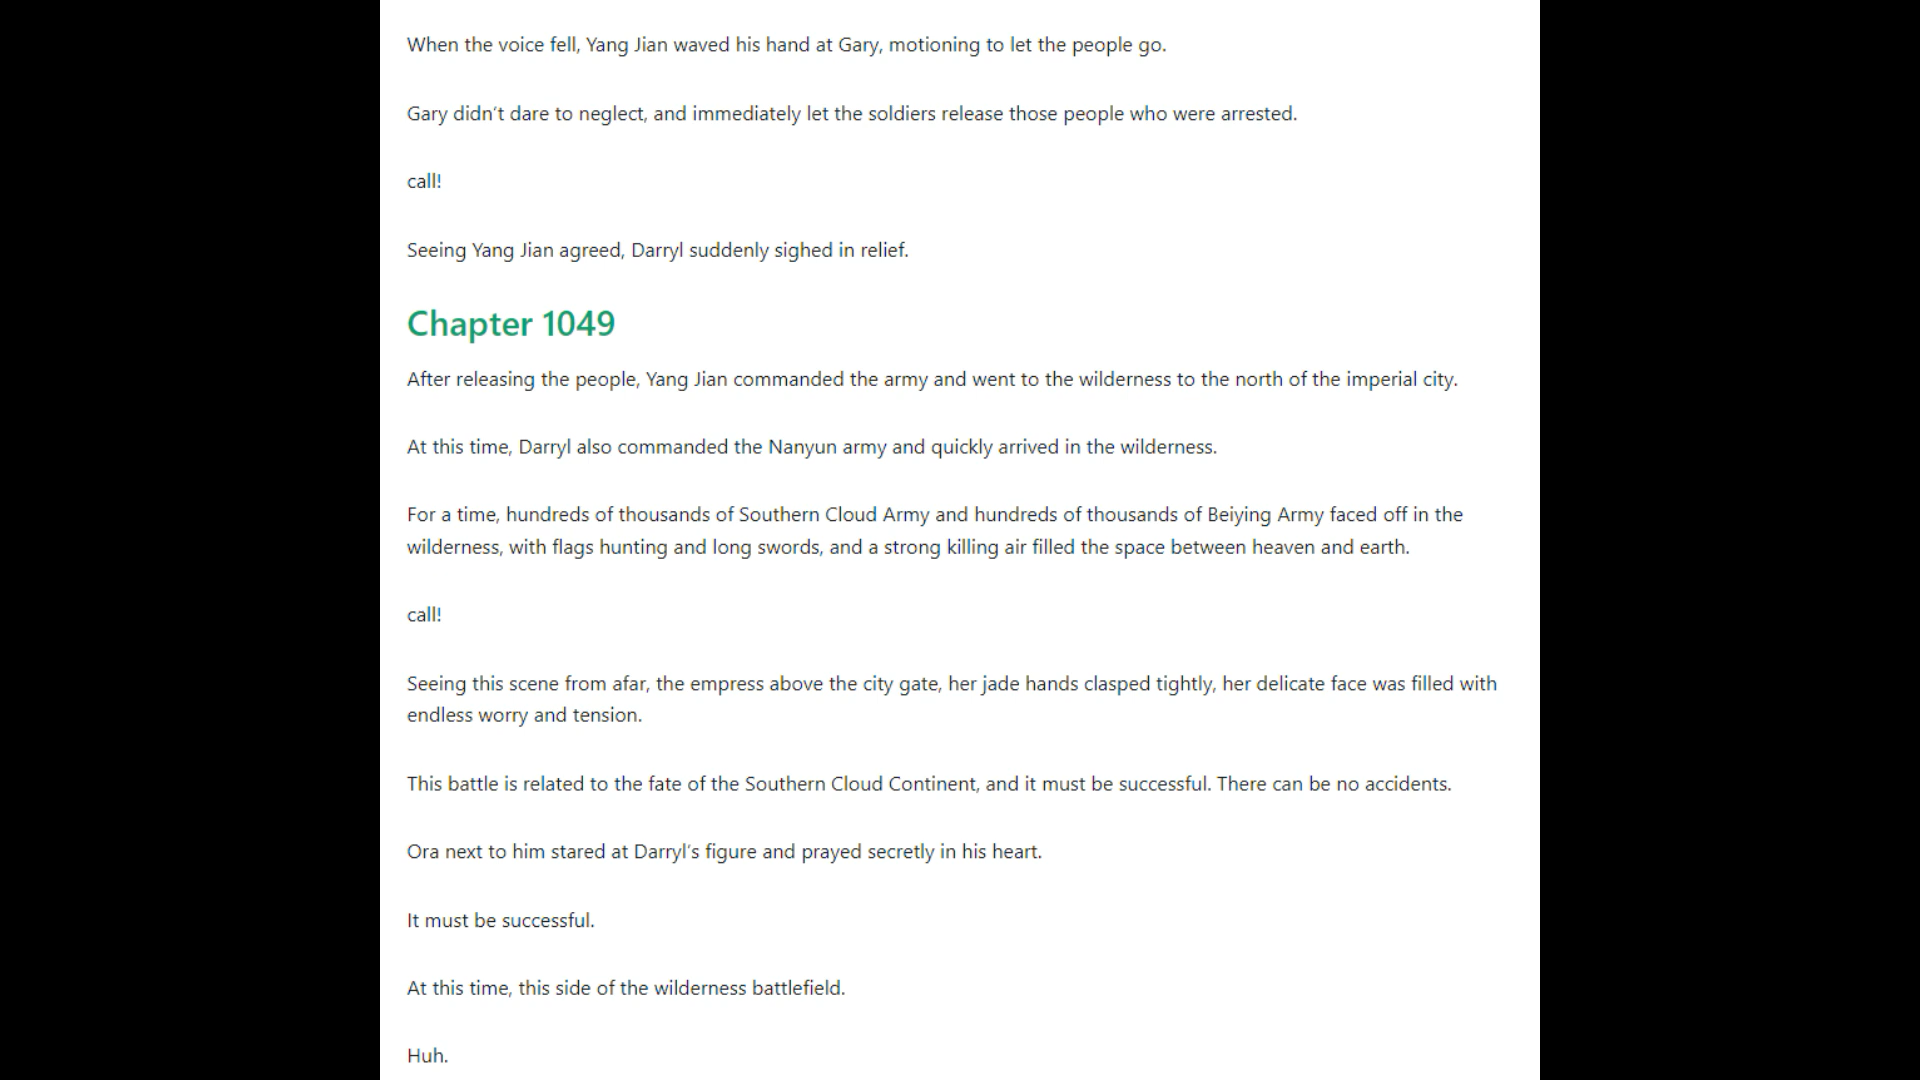 When the voice fell, Yang Jian waved his hand at Gary, motioning to let the people go.
Gary didn't dare to neglect, and immediately let the soldiers release those people who were arrested.
call!
Seeing Yang Jian agreed, Darryl suddenly sighed in relief.
Chapter 1049
After releasing the people, Yang Jian commanded the army and went to the wilderness to the north of the imperial city.
At this time, Darryl also commanded the Nanyun army and quickly arrived in the wilderness.
For a time, hundreds of thousands of Southern Cloud Army and hundreds of thousands of Beiying Army faced off in the
wilderness, with flags hunting and long swords, and a strong killing air filled the space between heaven and earth.
call!
Seeing this scene from afar, the empress above the city gate, her jade hands clasped tightly, her delicate face was filled with
endless worry and tension.
This battle is related to the fate of the Southern Cloud Continent, and it must be successful. There can be no accidents.
Ora next to him stared at Darryl's figure and prayed secretly in his heart.
It must be successful.
At this time, this side of the wilderness battlefield.
Huh.